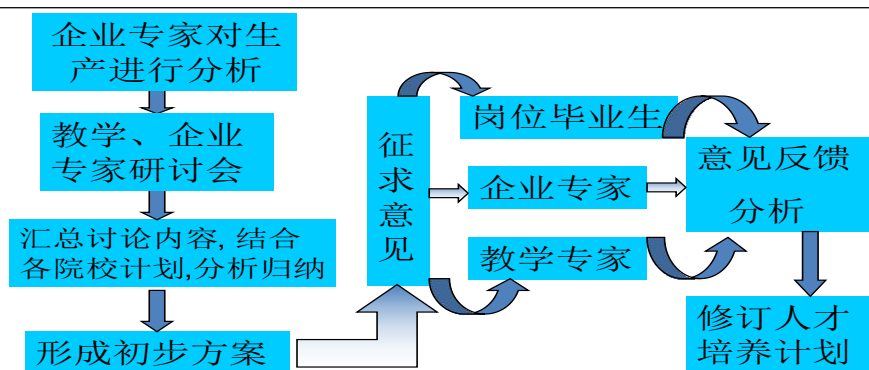 企业专家对生
产进行分析
教学、企业
专家研讨会
汇总讨论内容, 结合
各院校计划,分析归纳
形成初步方案
征
求
意
见
岗位毕业生
企业专家
教学专家
意见反馈
分析
修订人才
培养计划